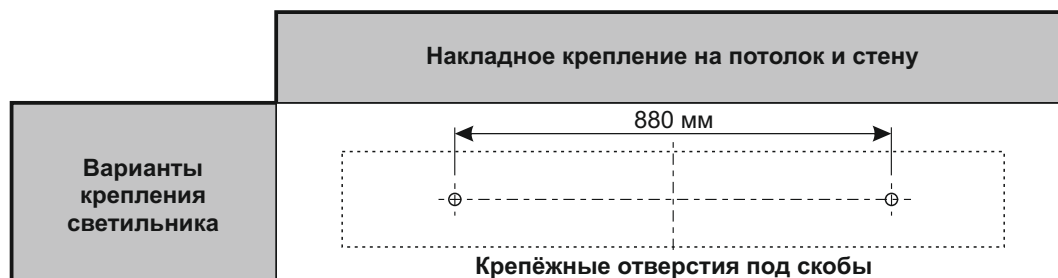 Накладное крепление на потолок и стену
880 мм
Варианты
крепления
светильника
Крепёжные отверстия под скобы